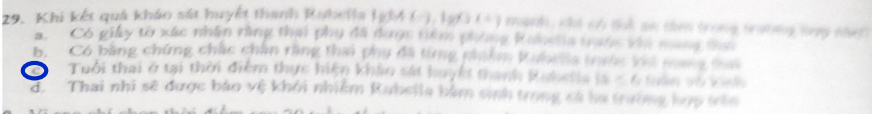 29. Khi kết quả khảo sát huyết thanh Rubella IgM (-), IgG (+) mạnh, chỉ có thể an tâm trong trường hợp nào?
a. Có giấy tờ xác nhận rằng thai phụ đã được tiêm phòng Rubella trước khi mang thai
b. Có bằng chứng chắc chắn rằng thai phụ đã từng nhiễm Rubella trước khi mang thai
c. Tuổi thai ở tại thời điểm thực hiện khảo sát huyết thanh Rubella là ≤ 6 tuần vô kinh
d. Thai nhi sẽ được bảo vệ khỏi nhiễm Rubella bẩm sinh trong cả ba trường hợp trên